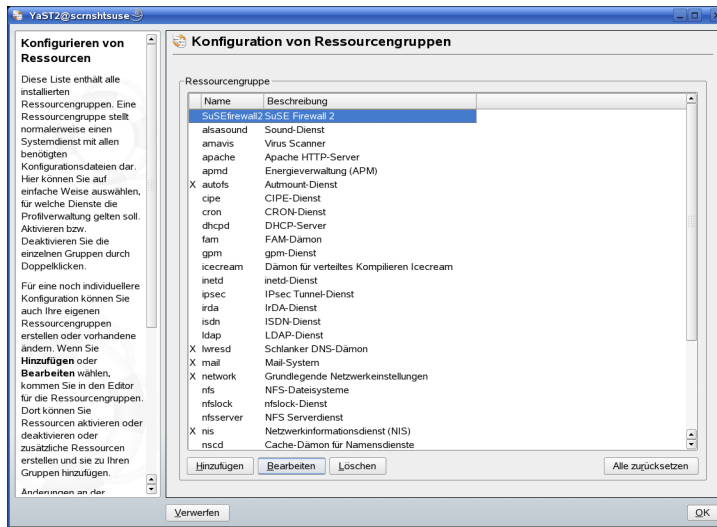 YaST2@scrnshtsuse
Konfigurieren von
Ressourcen
Diese Liste enthält alle
installierten
Ressourcengruppen. Eine
Ressourcengruppe stellt
normalerweise einen
Systemdienst mit allen
benötigten
Konfigurationsdateien dar.
Hier können Sie auf
einfache Weise auswählen,
für welche Dienste die
Profilverwaltung gelten soll.
Aktivieren bzw.
Deaktivieren Sie die
einzelnen Gruppen durch
Doppelklicken.
Für eine noch individuellere
Konfiguration können Sie
auch Ihre eigenen
Ressourcengruppen
erstellen oder vorhandene
ändern. Wenn Sie
Hinzufügen oder
Bearbeiten wählen,
kommen Sie in den Editor
für die Ressourcengruppen.
Dort können Sie
Ressourcen aktivieren oder
deaktivieren oder
zusätzliche Ressourcen
erstellen und sie zu Ihren
Gruppen hinzufügen.
Änderungen an der
Konfiguration von Ressourcengruppen
Ressourcengruppe
Name Beschreibung
SuSEfirewall2 SuSE Firewall 2
alsasound Sound-Dienst
amavis Virus Scanner
apache Apache HTTP-Server
apmd Energieverwaltung (APM)
X autofs Autmount-Dienst
cipe CIPE-Dienst
cron CRON-Dienst
dhcpd DHCP-Server
fam FAM-Dämon
gpm gpm-Dienst
icecream Dämon für verteiltes Kompilieren Icecream
inetd inetd-Dienst
ipsec IPsec Tunnel-Dienst
irda IrDA-Dienst
isdn ISDN-Dienst
ldap LDAP-Dienst
X lwresd Schlanker DNS-Dämon
X mail Mail-System
X network Grundlegende Netzwerkeinstellungen
nfs NFS-Dateisysteme
nfslock nfslock-Dienst
nfsserver NFS Serverdienst
X nis Netzwerkinformationsdienst (NIS)
nscd Cache-Dämon für Namensdienste
Hinzufügen Bearbeiten Löschen Alle zurücksetzen
Verwerfen OK